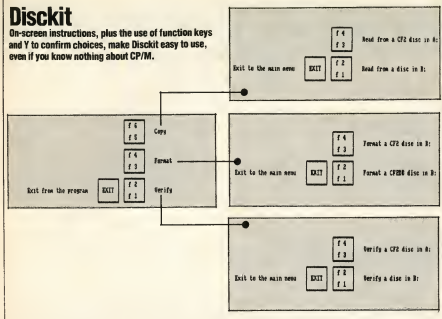 Disckit
On-screen instructions, plus the use of function keys
and Y to confirm choices, make Disckit easy to use,
even if you know nothing about CP/M.
f 6
f 5
Copy
f 4
f 3
Format
Exit from the program
EXIT
f 2
f 1
Verify
f 4
f 3
Read from a CF2 disc in A:
Exit to the main menu
EXIT
f 2
f 1
Read from a disc in B:
f 4
f 3
Format a CF2 disc in D:
Exit to the main menu
EXIT
f 2
f 1
Format a CF2DD disc in B:
f 4
f 3
Verify a CF2 disc in A:
Exit to the main menu
EXIT
f 2
f 1
Verify a disc in B: